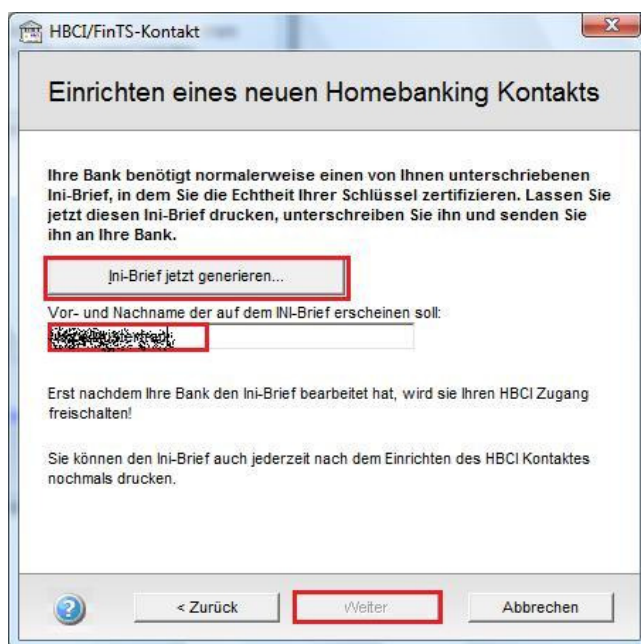 HBCI/FinTS-Kontakt
Einrichten eines neuen Homebanking Kontakts
Ihre Bank benötigt normalerweise einen von Ihnen unterschriebenen
Ini-Brief, in dem Sie die Echtheit Ihrer Schlüssel zertifizieren. Lassen Sie
jetzt diesen Ini-Brief drucken, unterschreiben Sie ihn und senden Sie
ihn an Ihre Bank.
Ini-Brief jetzt generieren...
Vor- und Nachname der auf dem INI-Brief erscheinen soll:
Erst nachdem Ihre Bank den Ini-Brief bearbeitet hat, wird sie Ihren HBCI Zugang
freischalten!
Sie können den Ini-Brief auch jederzeit nach dem Einrichten des HBCI Kontaktes
nochmals drucken.
< Zurück Weiter Abbrechen